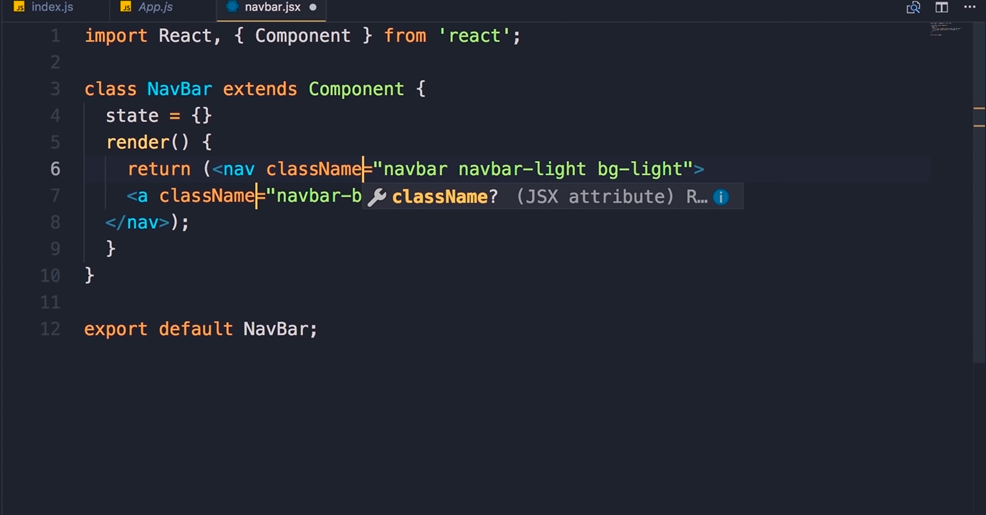 index.js App.js navbar.jsx
1 import React, { Component } from 'react';
2
3 class NavBar extends Component {
4 state = {}
5 render() {
6 return (<nav className="navbar navbar-light bg-light">
7 <a className="navbar-b className? (JSX attribute) R…
8 </nav>);
9 }
10 }
11
12 export default NavBar;